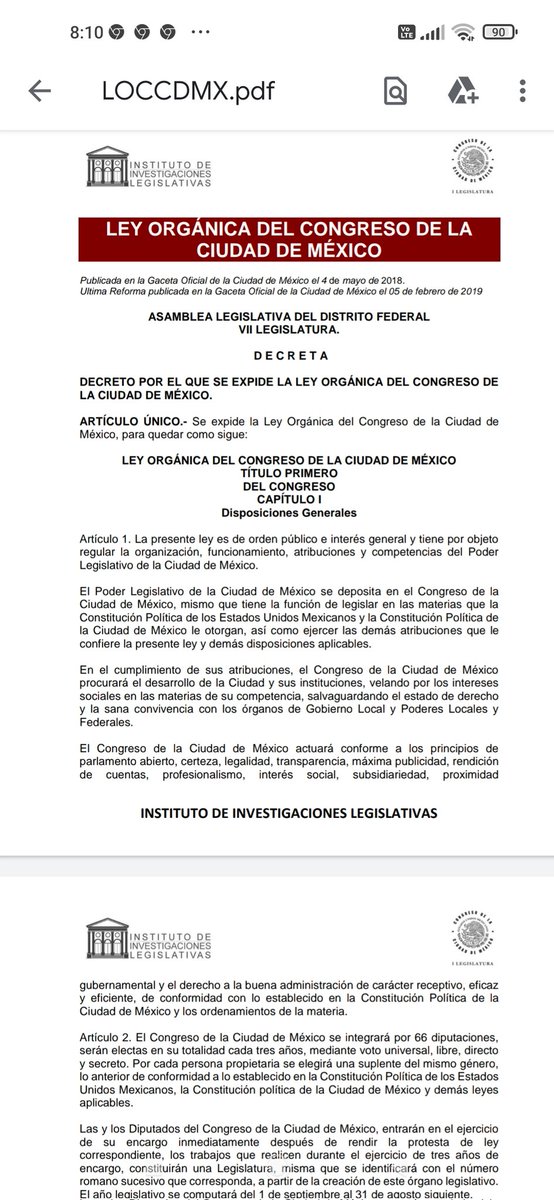 8:10
VoLTE
90
LOCCDMX.pdf
INSTITUTO DE
INVESTIGACIONES
LEGISLATIVAS
CONGRESO DE LA
CIUDAD DE MÉXICO
I LEGISLATURA
LEY ORGÁNICA DEL CONGRESO DE LA
CIUDAD DE MÉXICO
Publicada en la Gaceta Oficial de la Ciudad de México el 4 de mayo de 2018.
Ultima Reforma publicada en la Gaceta Oficial de la Ciudad de México el 05 de febrero de 2019
ASAMBLEA LEGISLATIVA DEL DISTRITO FEDERAL
VII LEGISLATURA.
D E C R E T A
DECRETO POR EL QUE SE EXPIDE LA LEY ORGÁNICA DEL CONGRESO DE
LA CIUDAD DE MÉXICO.
ARTÍCULO ÚNICO.- Se expide la Ley Orgánica del Congreso de la Ciudad de
México, para quedar como sigue:
LEY ORGÁNICA DEL CONGRESO DE LA CIUDAD DE MÉXICO
TÍTULO PRIMERO
DEL CONGRESO
CAPÍTULO I
Disposiciones Generales
Artículo 1. La presente ley es de orden público e interés general y tiene por objeto
regular la organización, funcionamiento, atribuciones y competencias del Poder
Legislativo de la Ciudad de México.
El Poder Legislativo de la Ciudad de México se deposita en el Congreso de la
Ciudad de México, mismo que tiene la función de legislar en las materias que la
Constitución Política de los Estados Unidos Mexicanos y la Constitución Política de
la Ciudad de México le otorgan, así como ejercer las demás atribuciones que le
confiere la presente ley y demás disposiciones aplicables.
En el cumplimiento de sus atribuciones, el Congreso de la Ciudad de México
procurará el desarrollo de la Ciudad y sus instituciones, velando por los intereses
sociales en las materias de su competencia, salvaguardando el estado de derecho
y la sana convivencia con los órganos de Gobierno Local y Poderes Locales y
Federales.
El Congreso de la Ciudad de México actuará conforme a los principios de
parlamento abierto, certeza, legalidad, transparencia, máxima publicidad, rendición
de cuentas, profesionalismo, interés social, subsidiariedad, proximidad
INSTITUTO DE INVESTIGACIONES LEGISLATIVAS
INSTITUTO DE
INVESTIGACIONES
LEGISLATIVAS
CONGRESO DE LA
CIUDAD DE MÉXICO
I LEGISLATURA
gubernamental y el derecho a la buena administración de carácter receptivo, eficaz
y eficiente, de conformidad con lo establecido en la Constitución Política de la
Ciudad de México y los ordenamientos de la materia.
Artículo 2. El Congreso de la Ciudad de México se integrará por 66 diputaciones,
serán electas en su totalidad cada tres años, mediante voto universal, libre, directo
y secreto. Por cada persona propietaria se elegirá una suplente del mismo género,
lo anterior de conformidad a lo establecido en la Constitución Política de los Estados
Unidos Mexicanos, la Constitución política de la Ciudad de México y demás leyes
aplicables.
Las y los Diputados del Congreso de la Ciudad de México, entrarán en el ejercicio
de su encargo inmediatamente después de rendir la protesta de ley
correspondiente, los trabajos que realicen durante el ejercicio de tres años de
encargo, constituirán una Legislatura, misma que se identificará con el número
romano sucesivo que corresponda, a partir de la creación de este órgano legislativo.
El año legislativo se computará del 1 de septiembre al 31 de agosto siguiente.